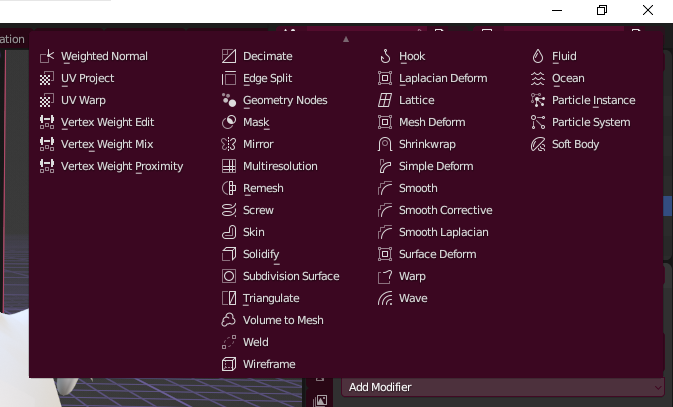 ation
Weighted Normal
UV Project
UV Warp
Vertex Weight Edit
Vertex Weight Mix
Vertex Weight Proximity
Decimate
Edge Split
Geometry Nodes
Mask
Mirror
Multiresolution
Remesh
Screw
Skin
Solidify
Subdivision Surface
Triangulate
Volume to Mesh
Weld
Wireframe
Hook
Laplacian Deform
Lattice
Mesh Deform
Shrinkwrap
Simple Deform
Smooth
Smooth Corrective
Smooth Laplacian
Surface Deform
Warp
Wave
Fluid
Ocean
Particle Instance
Particle System
Soft Body
Add Modifier